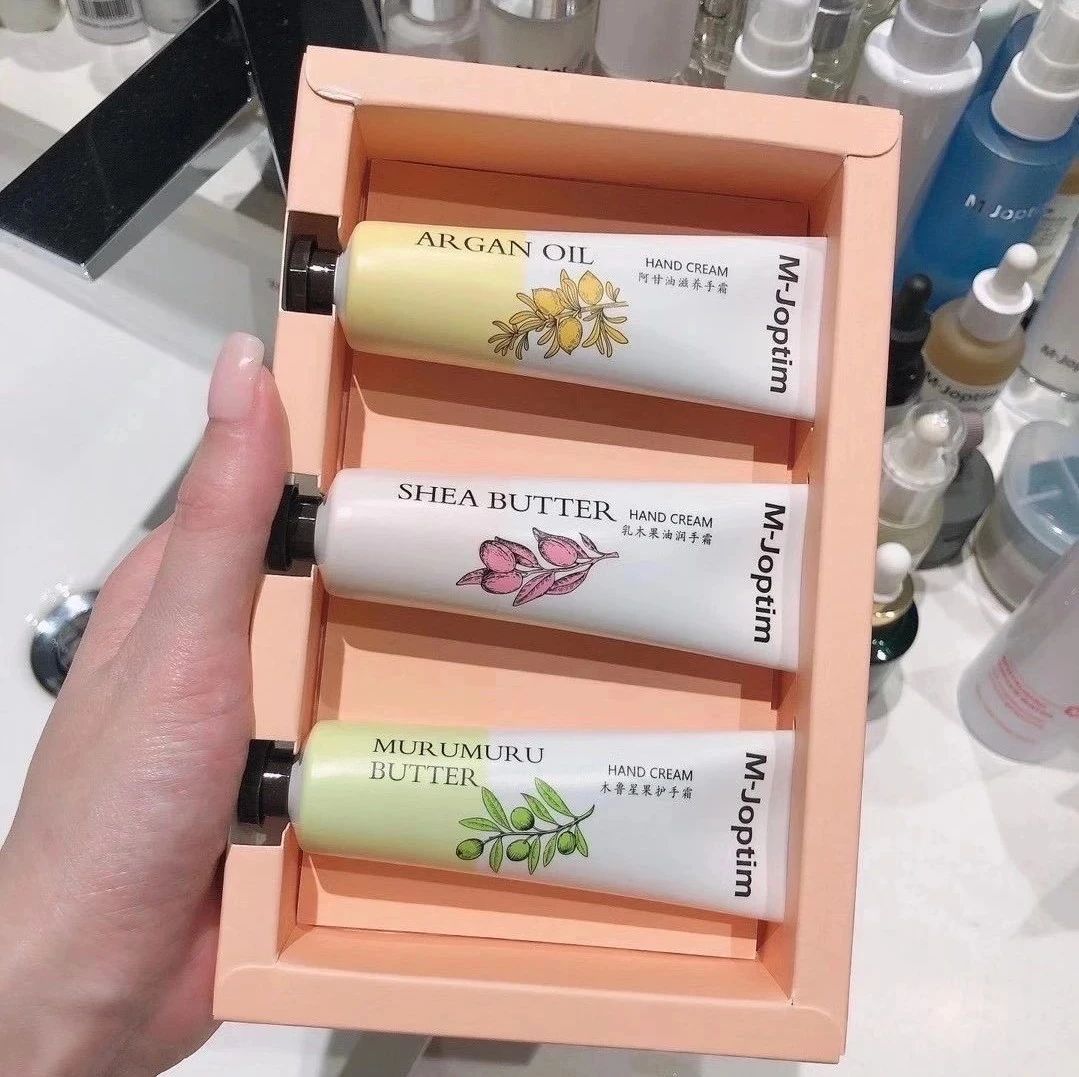 ARGAN OIL
HAND CREAM
阿甘油滋养手霜
M-Joptim
SHEA BUTTER
HAND CREAM
乳木果油润手霜
M-Joptim
MURUMURU
BUTTER
HAND CREAM
木鲁星果护手霜
M-Joptim
M-Joptim